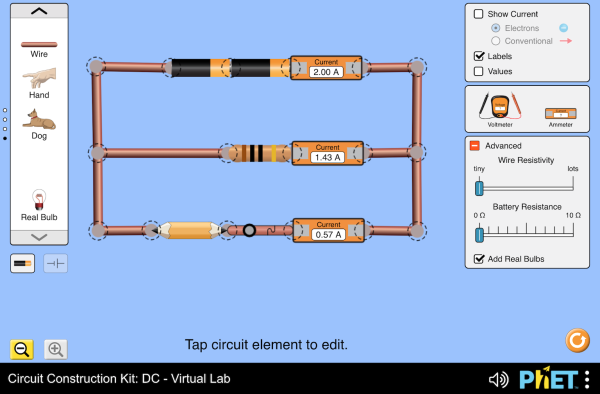 Wire
Hand
Dog
Real Bulb
Current
2.00 A
Current
1.43 A
Current
0.57 A
Show Current
Electrons
Conventional
Labels
Values
Voltmeter
Ammeter
Advanced
Wire Resistivity
tiny lots
Battery Resistance
0 Ω 10 Ω
Add Real Bulbs
Tap circuit element to edit.
Circuit Construction Kit: DC - Virtual Lab
PhET